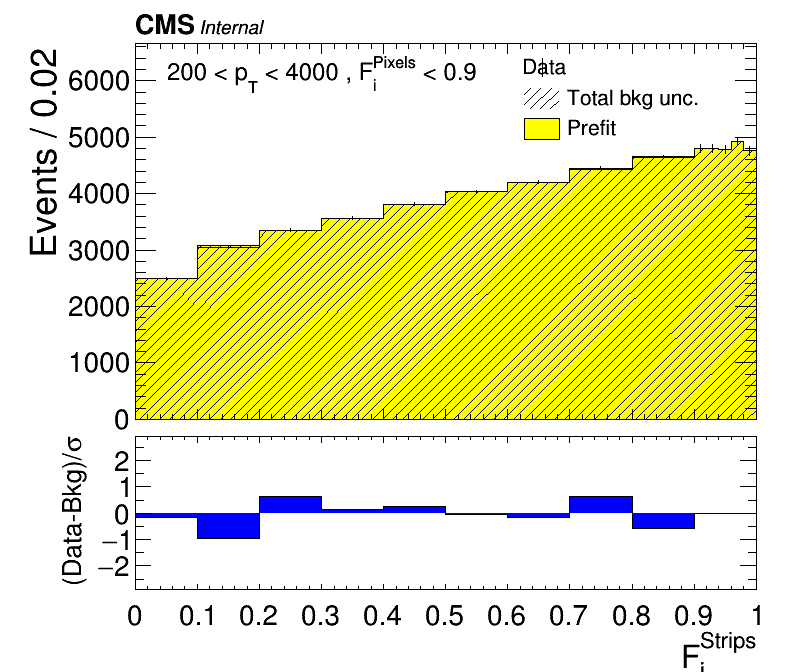 CMS Internal
200 < p_T < 4000 , F_i^Pixels < 0.9
Data
Total bkg unc.
Prefit
Events / 0.02
6000
5000
4000
3000
2000
1000
0
(Data-Bkg)/σ
2
1
0
−1
−2
0 0.1 0.2 0.3 0.4 0.5 0.6 0.7 0.8 0.9 1
F_i^Strips